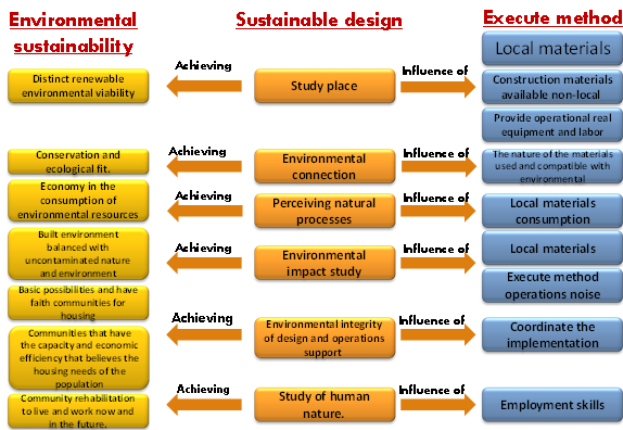 Environmental
sustainability
Sustainable design
Execute method
Local materials
Distinct renewable
environmental viability
Achieving
Study place
Influence of
Construction materials
available non-local
Provide operational real
equipment and labor
Conservation and
ecological fit.
Achieving
Environmental
connection
Influence of
The nature of the materials
used and compatible with
environmental
Economy in the
consumption of
environmental resources
Achieving
Perceiving natural
processes
Influence of
Local materials
consumption
Built environment
balanced with
uncontaminated nature
and environment
Achieving
Environmental
impact study
Influence of
Local materials
Execute method
operations noise
Basic possibilities and have
faith communities for
housing
Achieving
Environmental integrity
of design and operations
support
Influence of
Coordinate the
implementation
Communities that have
the capacity and economic
efficiency that believes the
housing needs of the
population
Community rehabilitation
to live and work now and
in the future.
Achieving
Study of human
nature.
Influence of
Employment skills